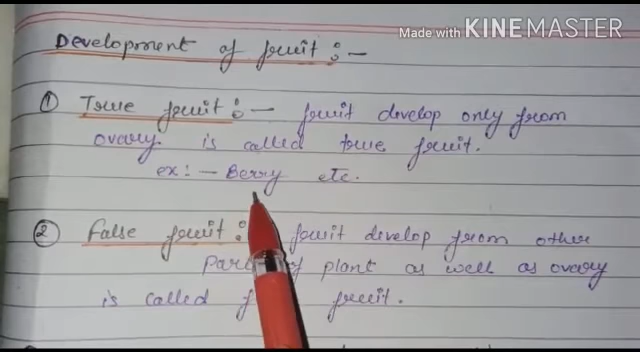 Made with KINEMASTER
Development of fruit :-
① True fruit :- fruit develop only from
ovary is called true fruit.
ex: - Berry etc.
② False fruit : fruit develop from other
part of plant as well as ovary
is called fruit.